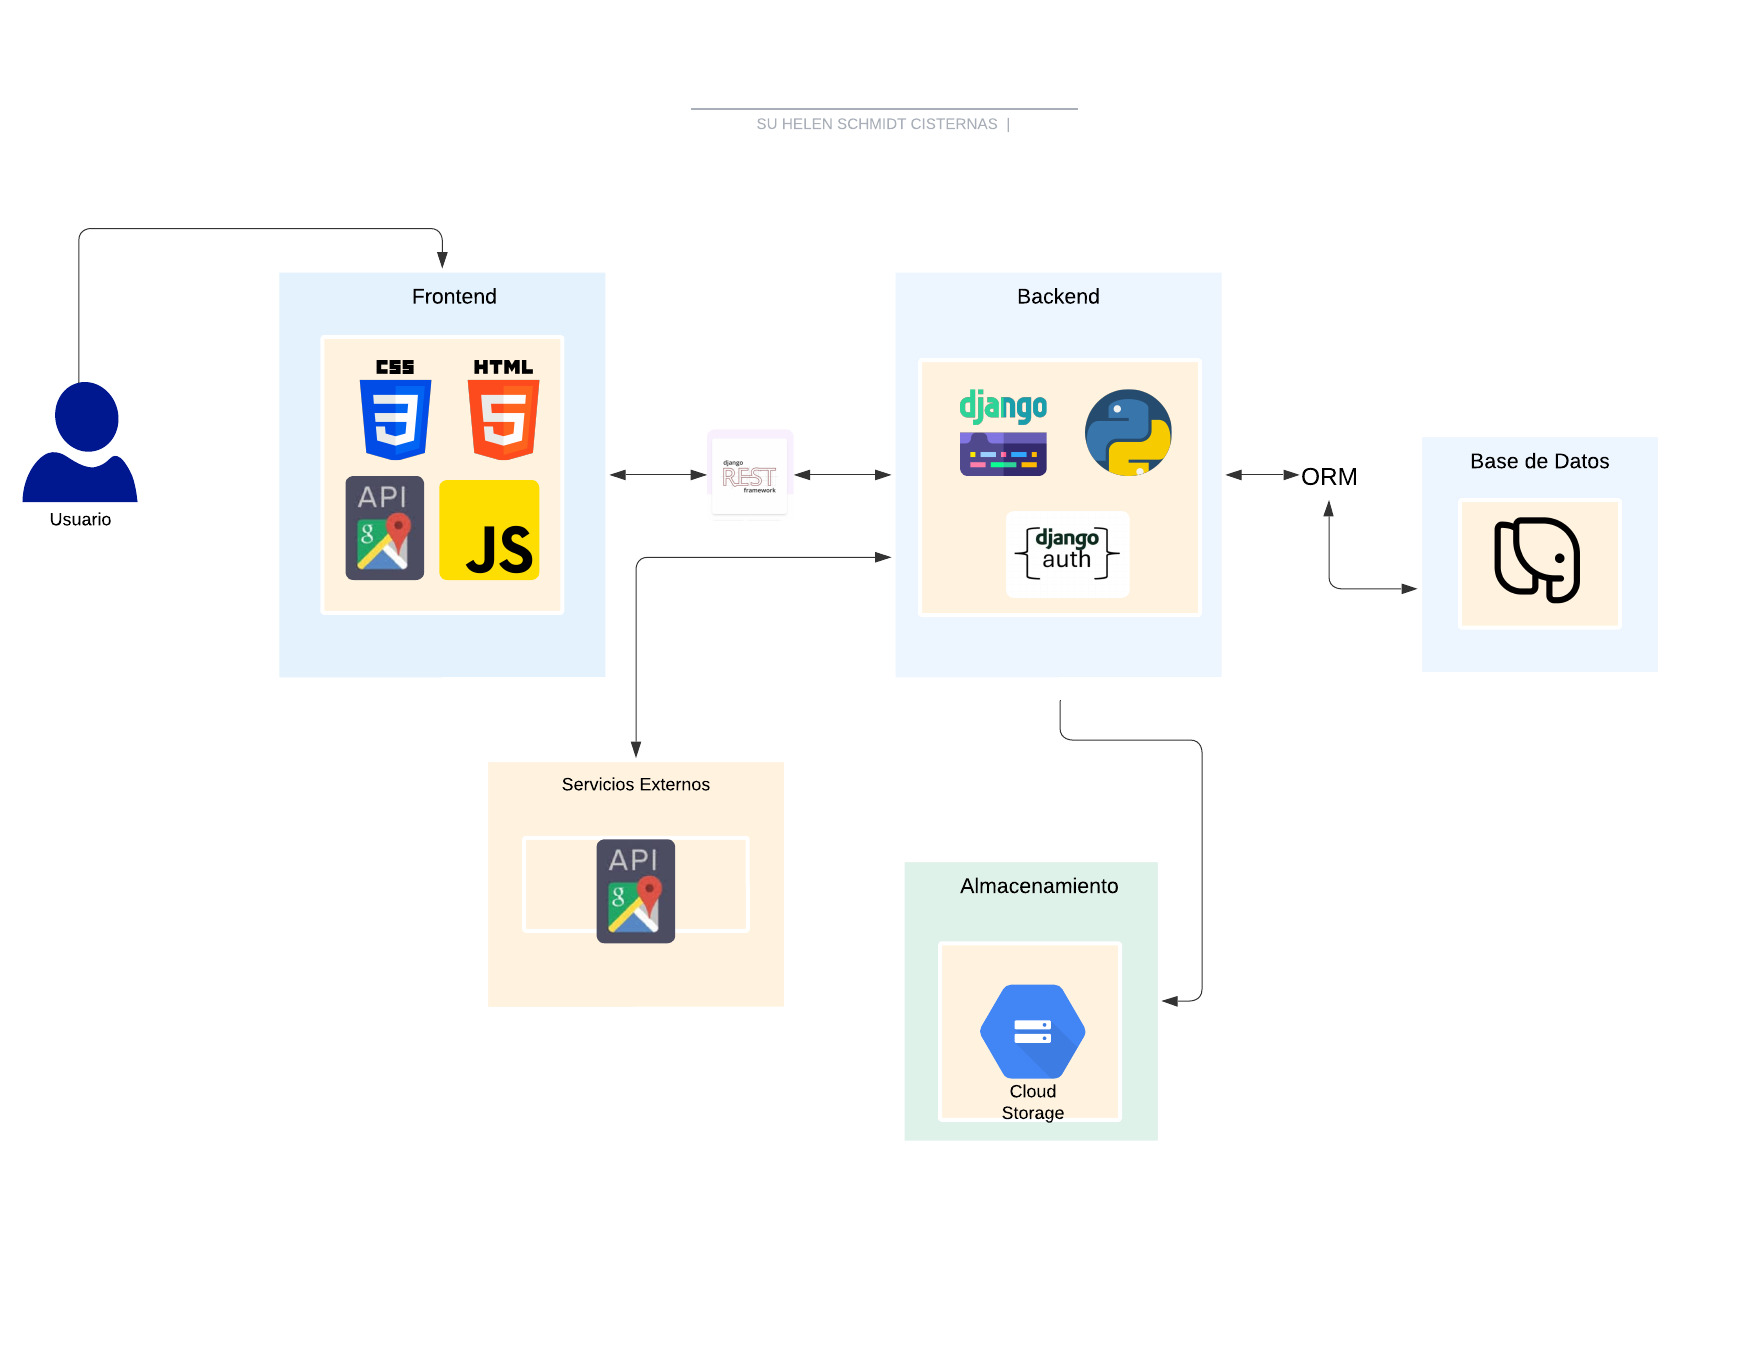 SU HELEN SCHMIDT CISTERNAS |
Frontend
Backend
CSS
HTML
django
Base de Datos
django
REST
framework
ORM
API
g
JS
Usuario
django
auth
Servicios Externos
API
g
Almacenamiento
Cloud
Storage